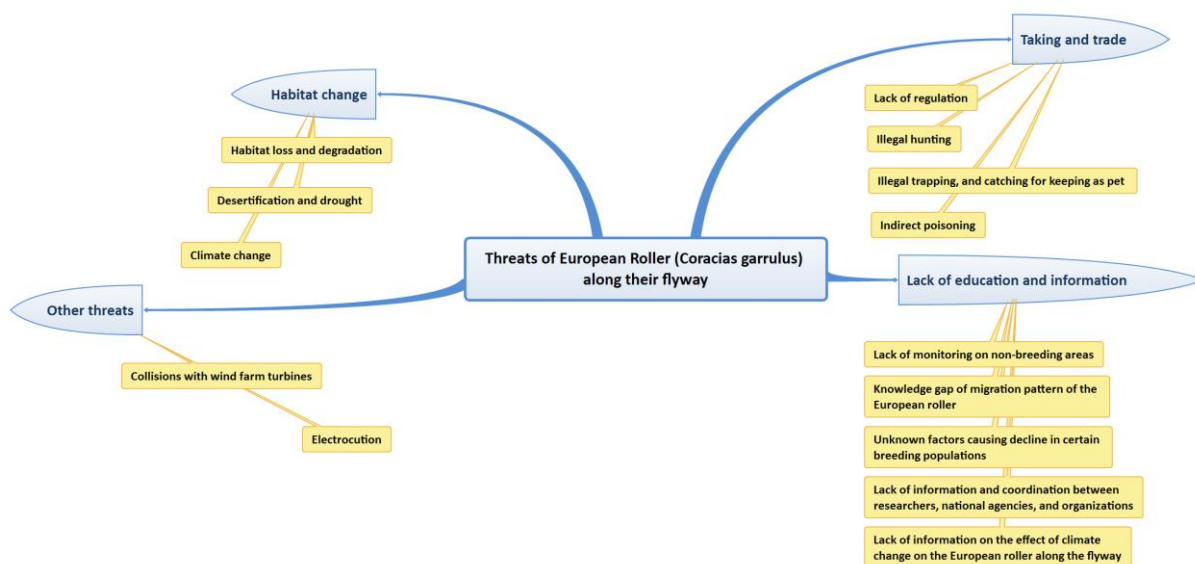 Threats of European Roller (Coracias garrulus)
along their flyway
Taking and trade
Lack of regulation
Illegal hunting
Illegal trapping, and catching for keeping as pet
Indirect poisoning
Lack of education and information
Lack of monitoring on non-breeding areas
Knowledge gap of migration pattern of the
European roller
Unknown factors causing decline in certain
breeding populations
Lack of information and coordination between
researchers, national agencies, and organizations
Lack of information on the effect of climate
change on the European roller along the flyway
Habitat change
Habitat loss and degradation
Desertification and drought
Climate change
Other threats
Collisions with wind farm turbines
Electrocution